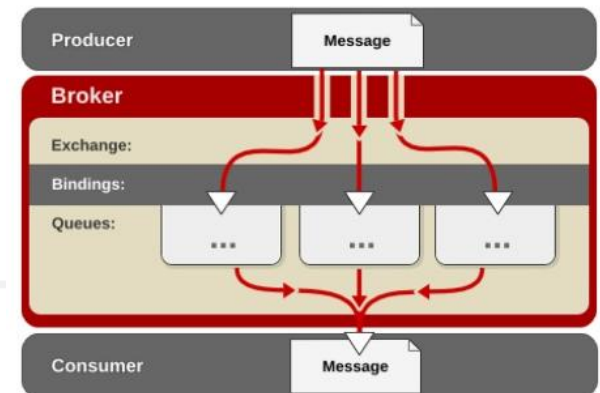 Producer
Message
Broker
Exchange:
Bindings:
Queues:
... ... ...
Consumer
Message